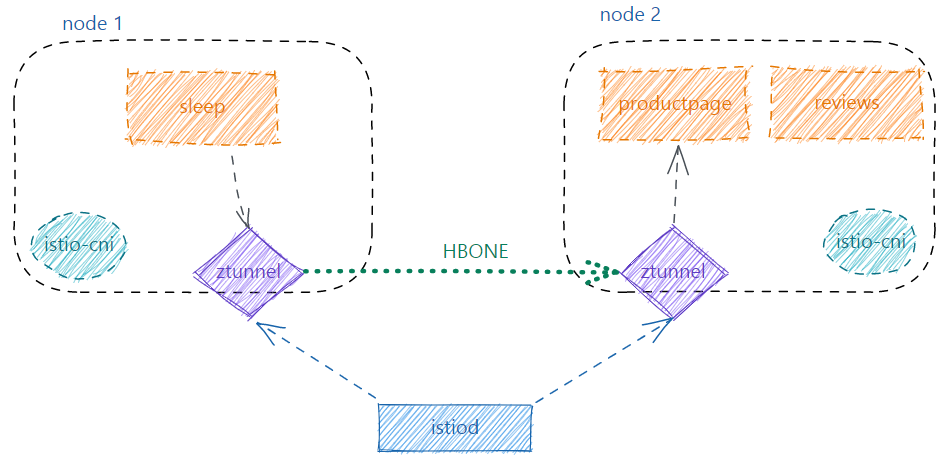 node 1
node 2
sleep
productpage
reviews
istio-cni
istio-cni
HBONE
ztunnel
ztunnel
istiod